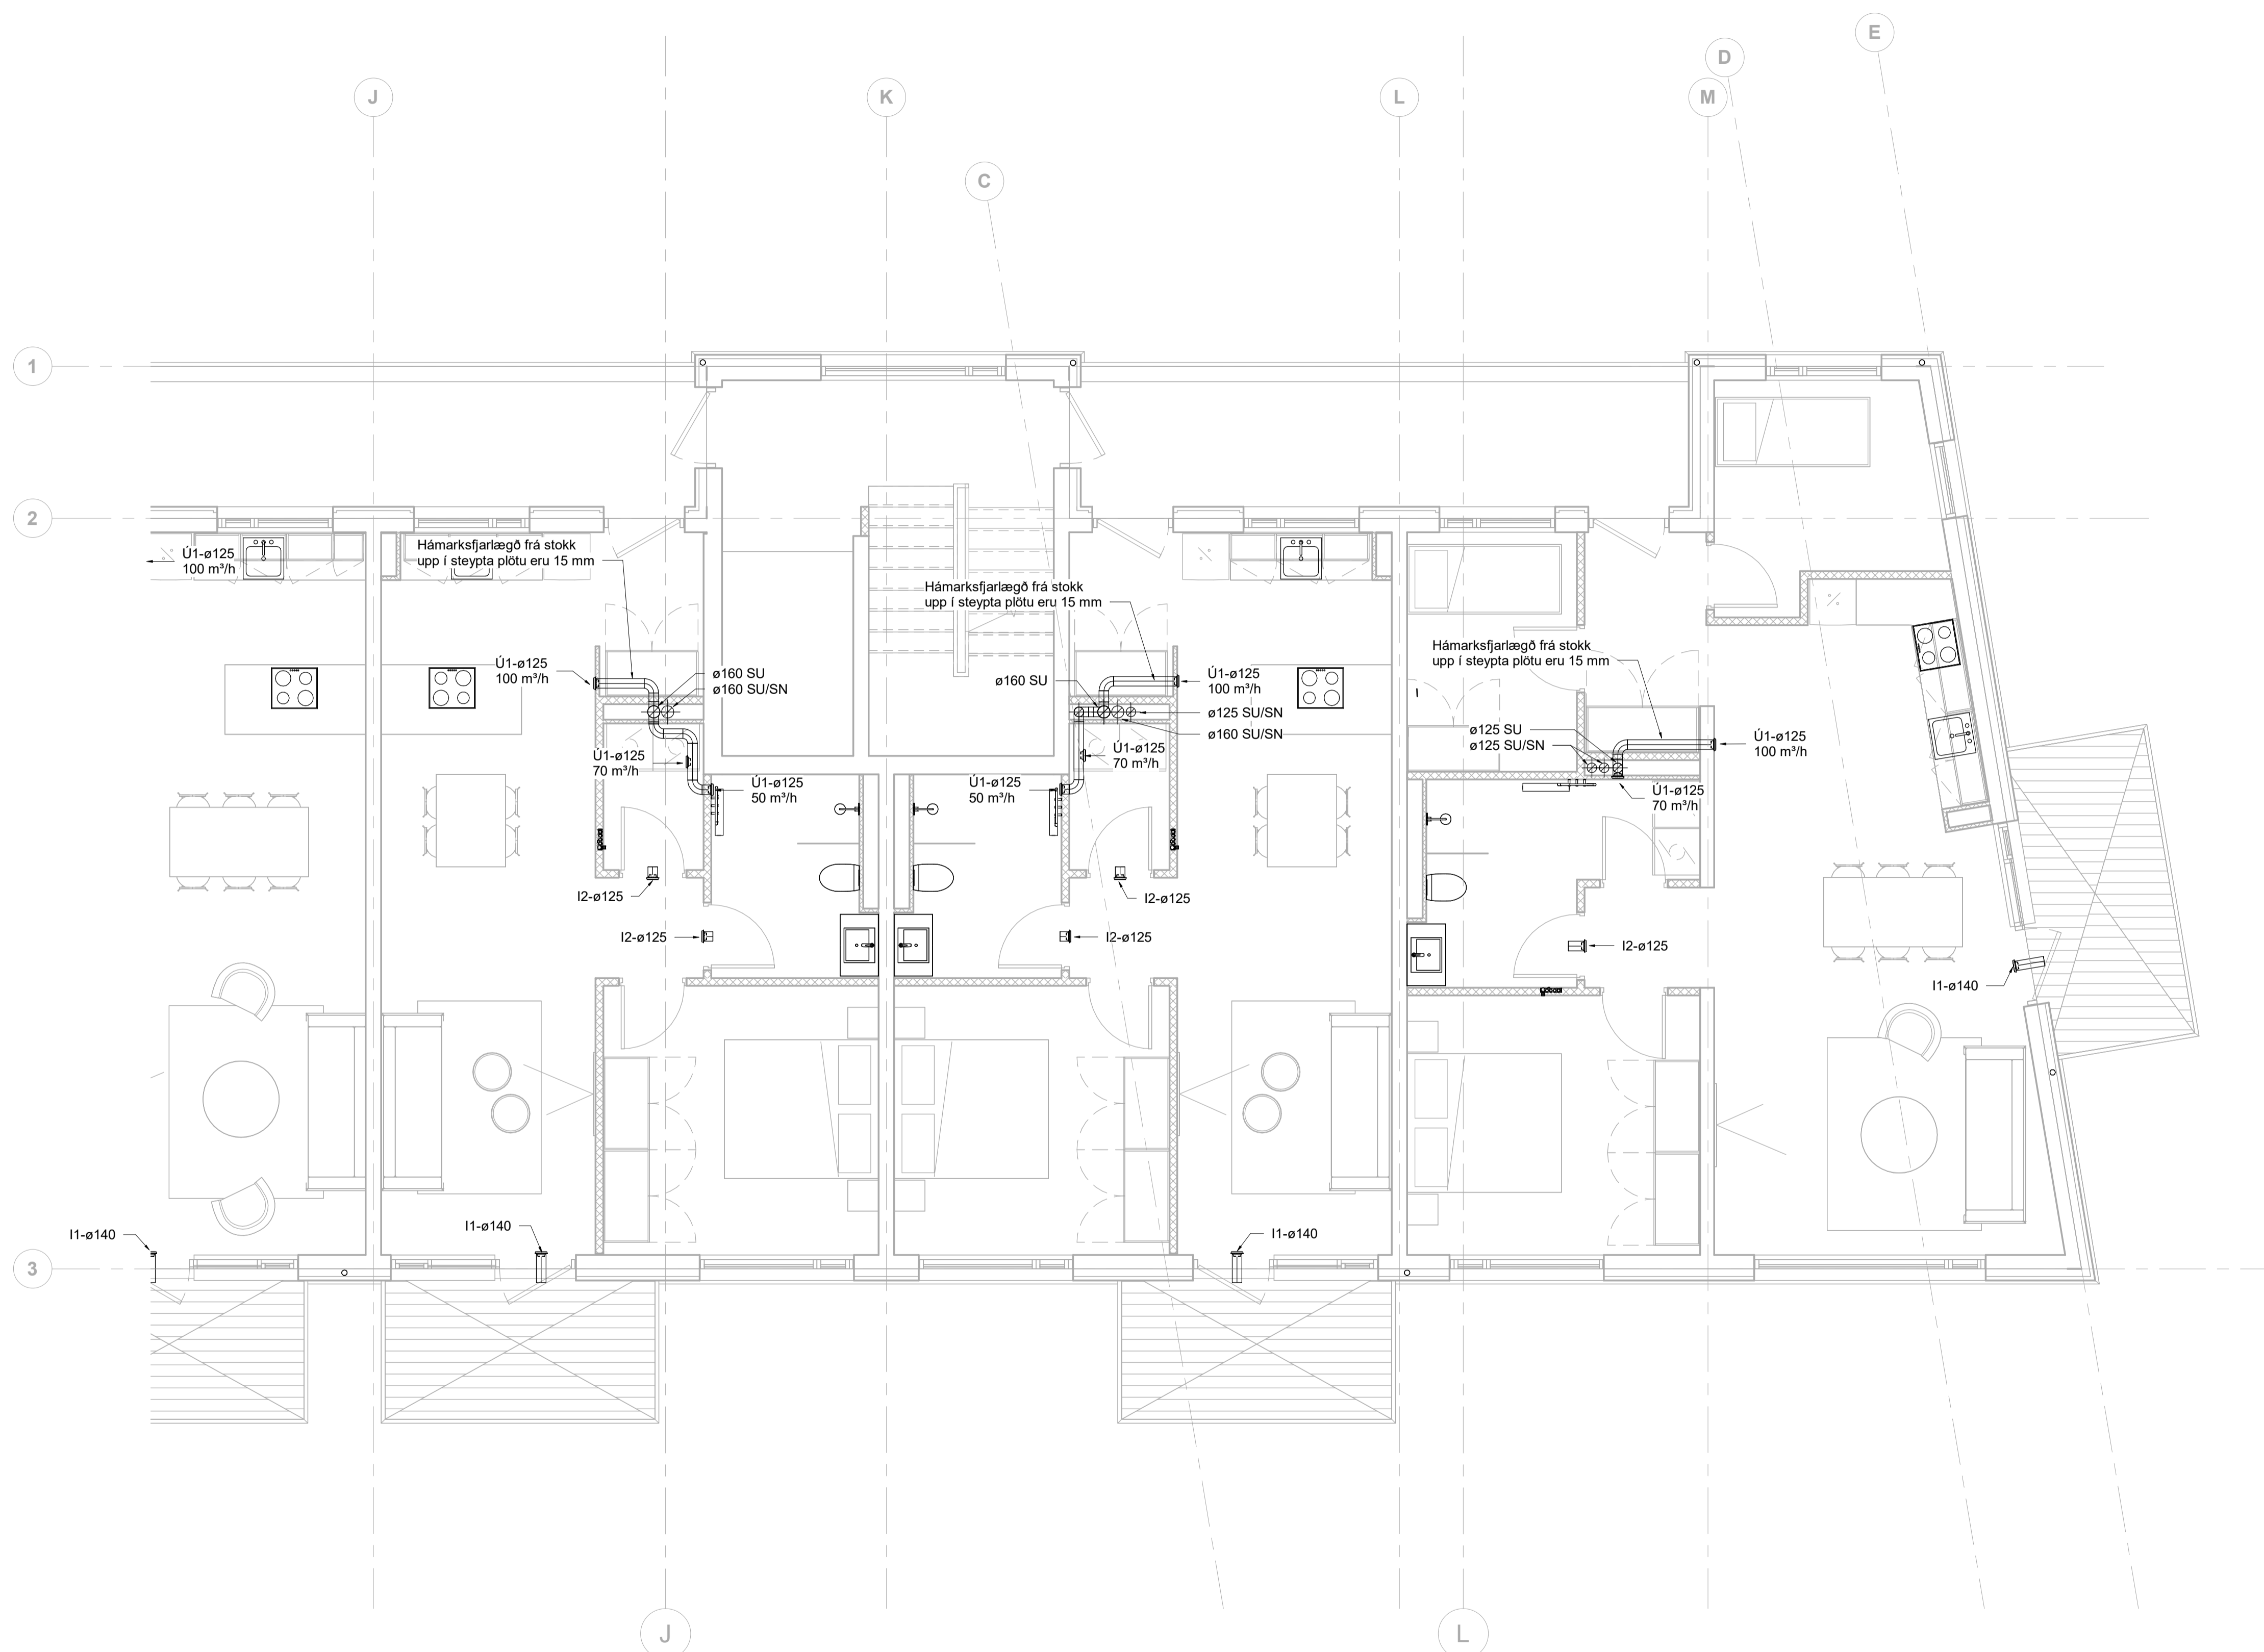 E
D
J
K
L
M
C
1
2
Hámarksfjarlægð frá stokk
upp í steypta plötu eru 15 mm
Ú1-ø125
100 m³/h
Hámarksfjarlægð frá stokk
upp í steypta plötu eru 15 mm
Hámarksfjarlægð frá stokk
upp í steypta plötu eru 15 mm
Ú1-ø125
100 m³/h
ø160 SU
ø160 SU/SN
ø160 SU
Ú1-ø125
100 m³/h
ø125 SU/SN
ø160 SU/SN
ø125 SU
ø125 SU/SN
Ú1-ø125
100 m³/h
Ú1-ø125
70 m³/h
Ú1-ø125
70 m³/h
Ú1-ø125
50 m³/h
Ú1-ø125
50 m³/h
Ú1-ø125
70 m³/h
I2-ø125
I2-ø125
I2-ø125
I2-ø125
I2-ø125
I1-ø140
I1-ø140
I1-ø140
I1-ø140
3
J
L